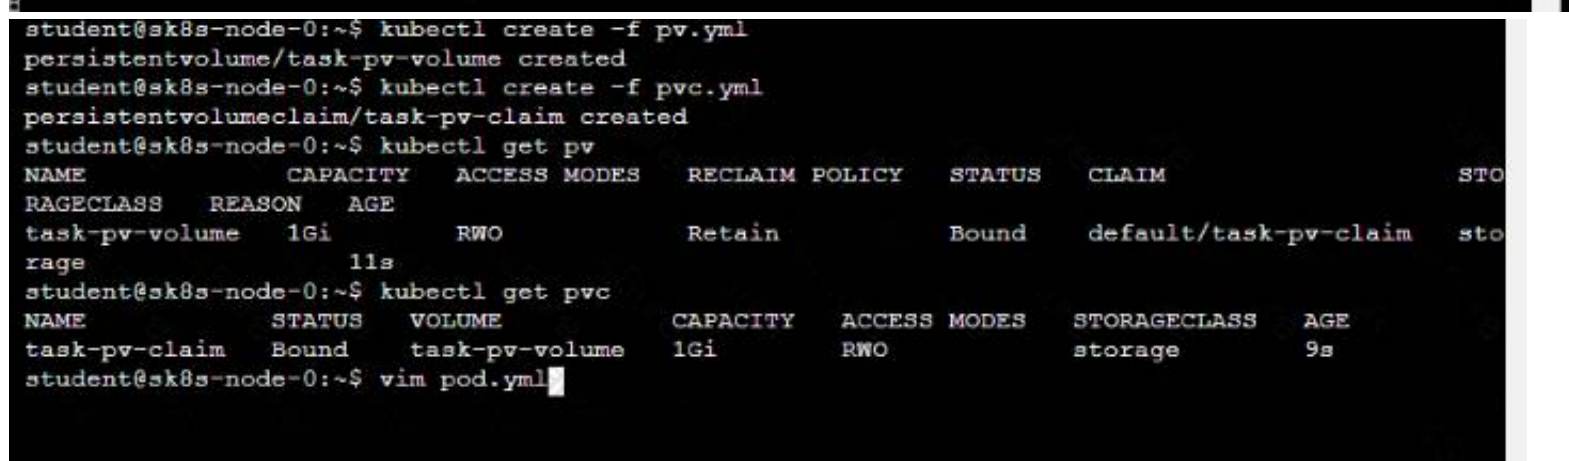 student@sk8s-node-0:~$ kubectl create -f pv.yml
persistentvolume/task-pv-volume created
student@sk8s-node-0:~$ kubectl create -f pvc.yml
persistentvolumeclaim/task-pv-claim created
student@sk8s-node-0:~$ kubectl get pv
NAME CAPACITY ACCESS MODES RECLAIM POLICY STATUS CLAIM STO
RAGECLASS REASON AGE
task-pv-volume 1Gi RWO Retain Bound default/task-pv-claim sto
rage 11s
student@sk8s-node-0:~$ kubectl get pvc
NAME STATUS VOLUME CAPACITY ACCESS MODES STORAGECLASS AGE
task-pv-claim Bound task-pv-volume 1Gi RWO storage 9s
student@sk8s-node-0:~$ vim pod.yml